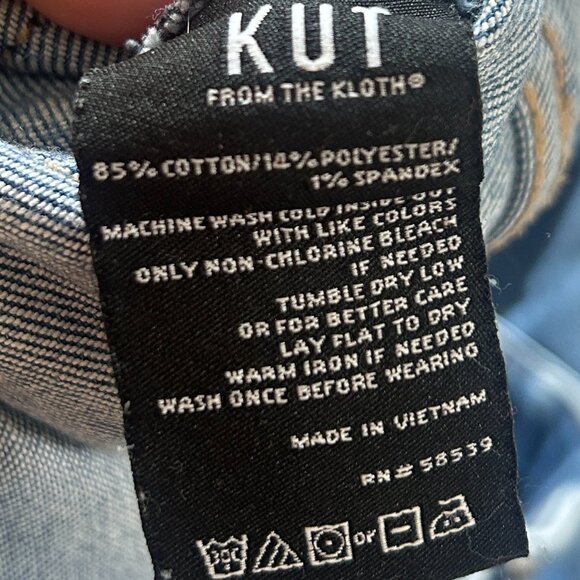 KUT
FROM THE KLOTH®
85% COTTON/14% POLYESTER/
1% SPANDEX
MACHINE WASH COLD INSIDE OUT
WITH LIKE COLORS
ONLY NON-CHLORINE BLEACH
IF NEEDED
TUMBLE DRY LOW
OR FOR BETTER CARE
LAY FLAT TO DRY
WARM IRON IF NEEDED
WASH ONCE BEFORE WEARING
MADE IN VIETNAM
RN# 58539
or